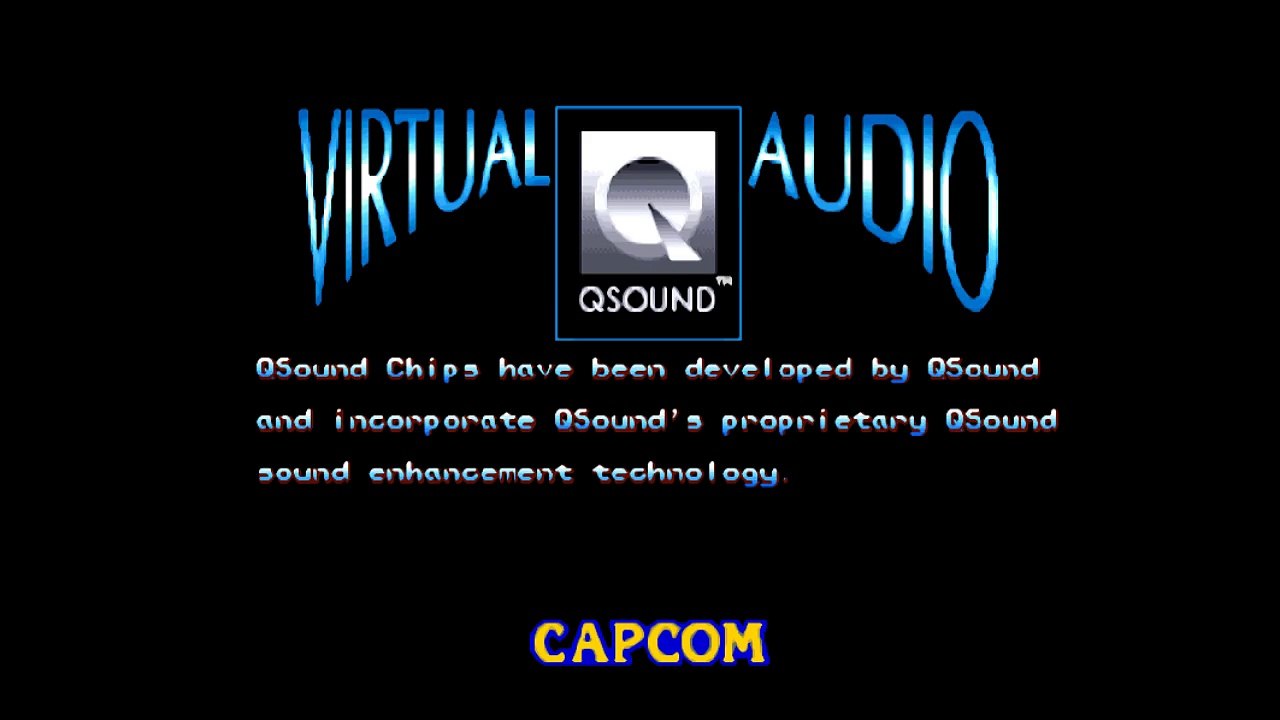 VIRTUAL AUDIO
QSOUND™
QSound Chips have been developed by QSound
and incorporate QSound's proprietary QSound
sound enhancement technology.
CAPCOM